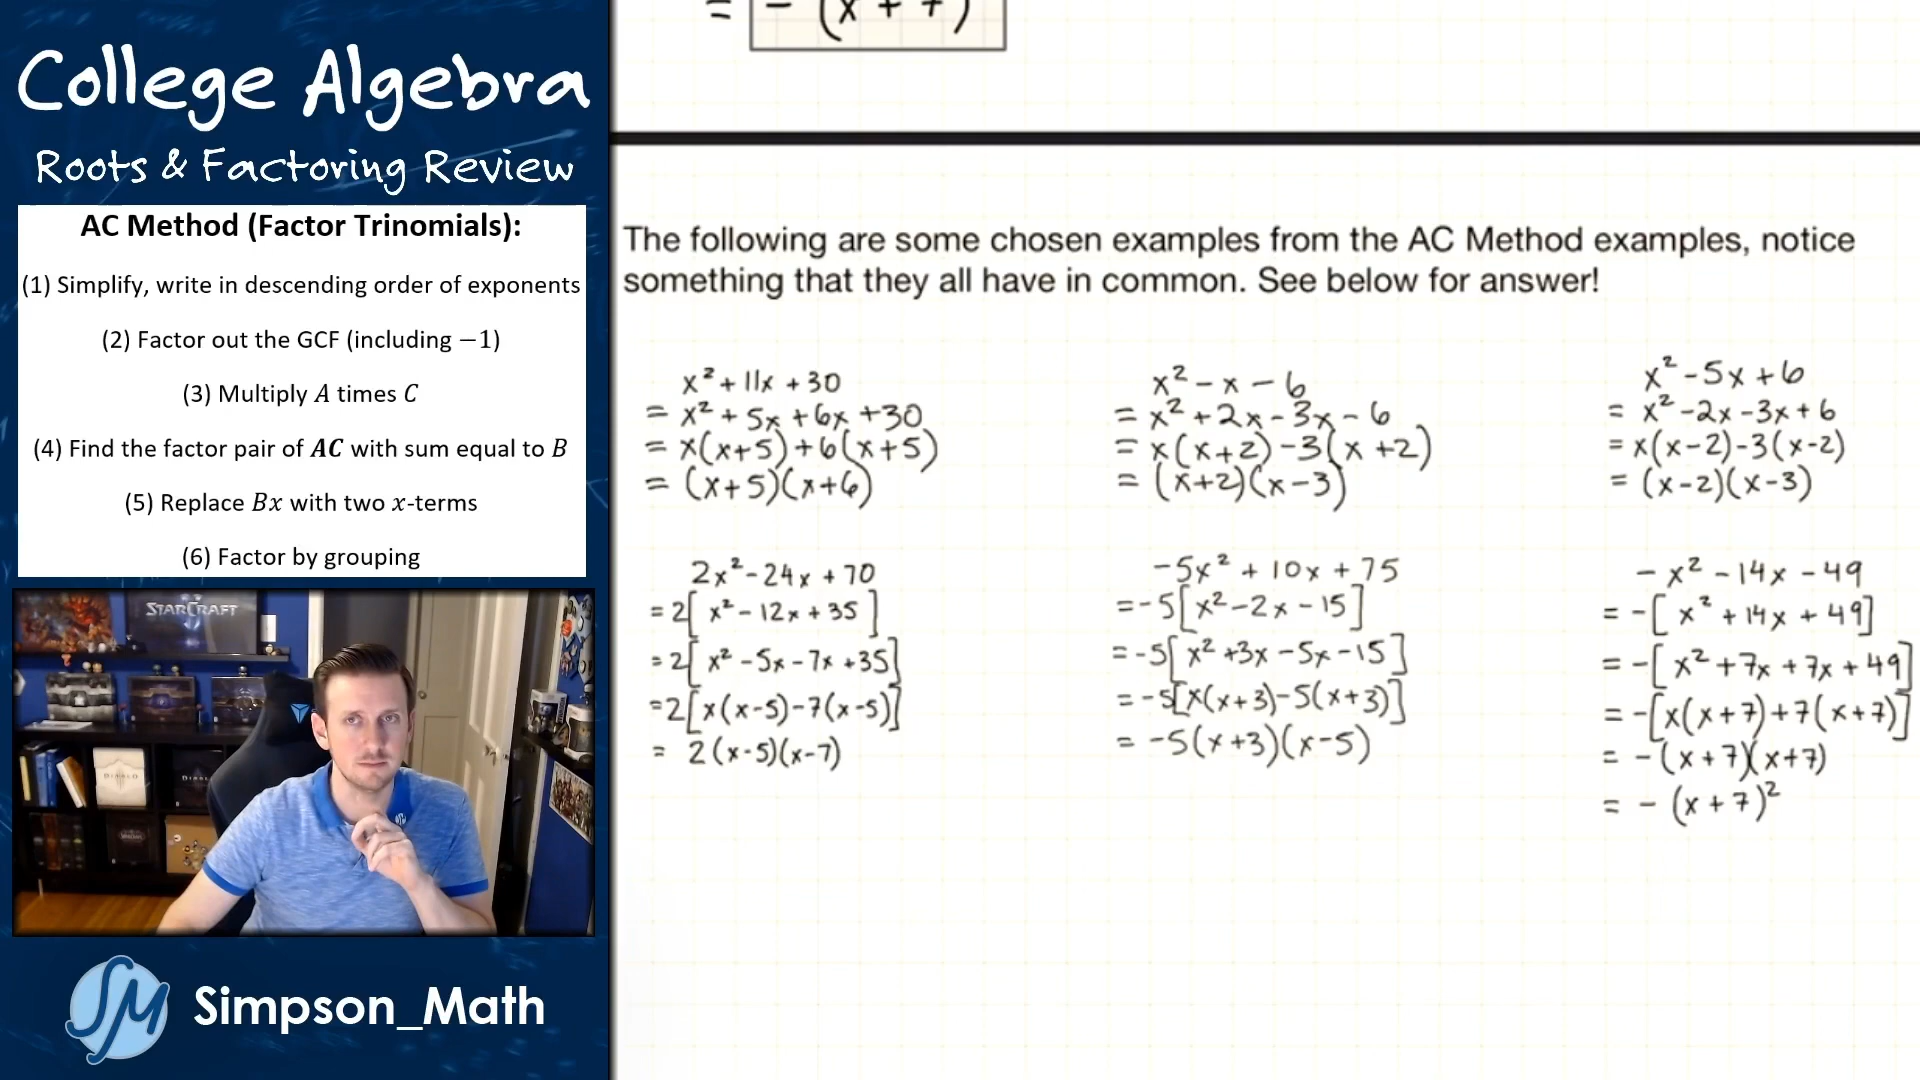 College Algebra
Roots & Factoring Review
AC Method (Factor Trinomials):
(1) Simplify, write in descending order of exponents
(2) Factor out the GCF (including −1)
(3) Multiply A times C
(4) Find the factor pair of AC with sum equal to B
(5) Replace Bx with two x-terms
(6) Factor by grouping
STARCRAFT
DIABLO
SM Simpson_Math
The following are some chosen examples from the AC Method examples, notice
something that they all have in common. See below for answer!
x² + 11x + 30
= x² + 5x + 6x + 30
= x(x+5) + 6(x+5)
= (x+5)(x+6)
x² - x - 6
= x² + 2x - 3x - 6
= x(x+2) - 3(x+2)
= (x+2)(x-3)
x² - 5x + 6
= x² - 2x - 3x + 6
= x(x-2) - 3(x-2)
= (x-2)(x-3)
2x² - 24x + 70
= 2[x² - 12x + 35]
= 2[x² - 5x - 7x + 35]
= 2[x(x-5) - 7(x-5)]
= 2(x-5)(x-7)
-5x² + 10x + 75
= -5[x² - 2x - 15]
= -5[x² + 3x - 5x - 15]
= -5[x(x+3) - 5(x+3)]
= -5(x+3)(x-5)
-x² - 14x - 49
= -[x² + 14x + 49]
= -[x² + 7x + 7x + 49]
= -[x(x+7) + 7(x+7)]
= -(x+7)(x+7)
= -(x+7)²